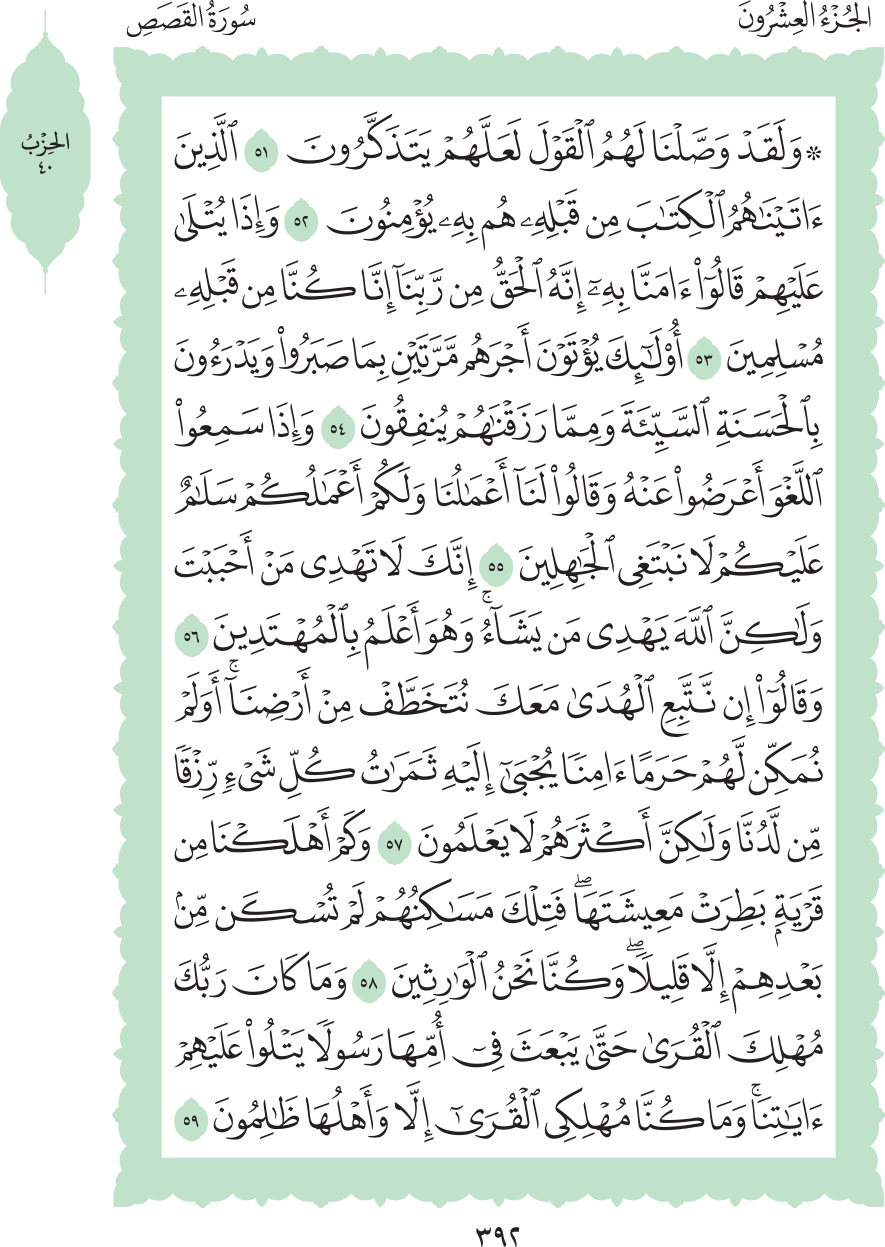 الجُزْءُ العِشْرُونَ
سُورَةُ القَصَصِ
الحِزْبُ
٤٠
۞ وَلَقَدْ وَصَّلْنَا لَهُمُ ٱلْقَوْلَ لَعَلَّهُمْ يَتَذَكَّرُونَ ٥١ ٱلَّذِينَ
ءَاتَيْنَٰهُمُ ٱلْكِتَٰبَ مِن قَبْلِهِۦ هُم بِهِۦ يُؤْمِنُونَ ٥٢ وَإِذَا يُتْلَىٰ
عَلَيْهِمْ قَالُوٓا۟ ءَامَنَّا بِهِۦٓ إِنَّهُ ٱلْحَقُّ مِن رَّبِّنَآ إِنَّا كُنَّا مِن قَبْلِهِۦ
مُسْلِمِينَ ٥٣ أُو۟لَٰٓئِكَ يُؤْتَوْنَ أَجْرَهُم مَّرَّتَيْنِ بِمَا صَبَرُوا۟ وَيَدْرَءُونَ
بِٱلْحَسَنَةِ ٱلسَّيِّئَةَ وَمِمَّا رَزَقْنَٰهُمْ يُنفِقُونَ ٥٤ وَإِذَا سَمِعُوا۟
ٱللَّغْوَ أَعْرَضُوا۟ عَنْهُ وَقَالُوا۟ لَنَآ أَعْمَٰلُنَا وَلَكُمْ أَعْمَٰلُكُمْ سَلَٰمٌ
عَلَيْكُمْ لَا نَبْتَغِى ٱلْجَٰهِلِينَ ٥٥ إِنَّكَ لَا تَهْدِى مَنْ أَحْبَبْتَ
وَلَٰكِنَّ ٱللَّهَ يَهْدِى مَن يَشَآءُ ۚ وَهُوَ أَعْلَمُ بِٱلْمُهْتَدِينَ ٥٦
وَقَالُوٓا۟ إِن نَّتَّبِعِ ٱلْهُدَىٰ مَعَكَ نُتَخَطَّفْ مِنْ أَرْضِنَآ ۚ أَوَلَمْ
نُمَكِّن لَّهُمْ حَرَمًا ءَامِنًا يُجْبَىٰٓ إِلَيْهِ ثَمَرَٰتُ كُلِّ شَىْءٍ رِّزْقًا
مِّن لَّدُنَّا وَلَٰكِنَّ أَكْثَرَهُمْ لَا يَعْلَمُونَ ٥٧ وَكَمْ أَهْلَكْنَا مِن
قَرْيَةٍۭ بَطِرَتْ مَعِيشَتَهَا ۖ فَتِلْكَ مَسَٰكِنُهُمْ لَمْ تُسْكَن مِّنۢ
بَعْدِهِمْ إِلَّا قَلِيلًا ۖ وَكُنَّا نَحْنُ ٱلْوَٰرِثِينَ ٥٨ وَمَا كَانَ رَبُّكَ
مُهْلِكَ ٱلْقُرَىٰ حَتَّىٰ يَبْعَثَ فِىٓ أُمِّهَا رَسُولًا يَتْلُوا۟ عَلَيْهِمْ
ءَايَٰتِنَا ۚ وَمَا كُنَّا مُهْلِكِى ٱلْقُرَىٰٓ إِلَّا وَأَهْلُهَا ظَٰلِمُونَ ٥٩
٣٩٢